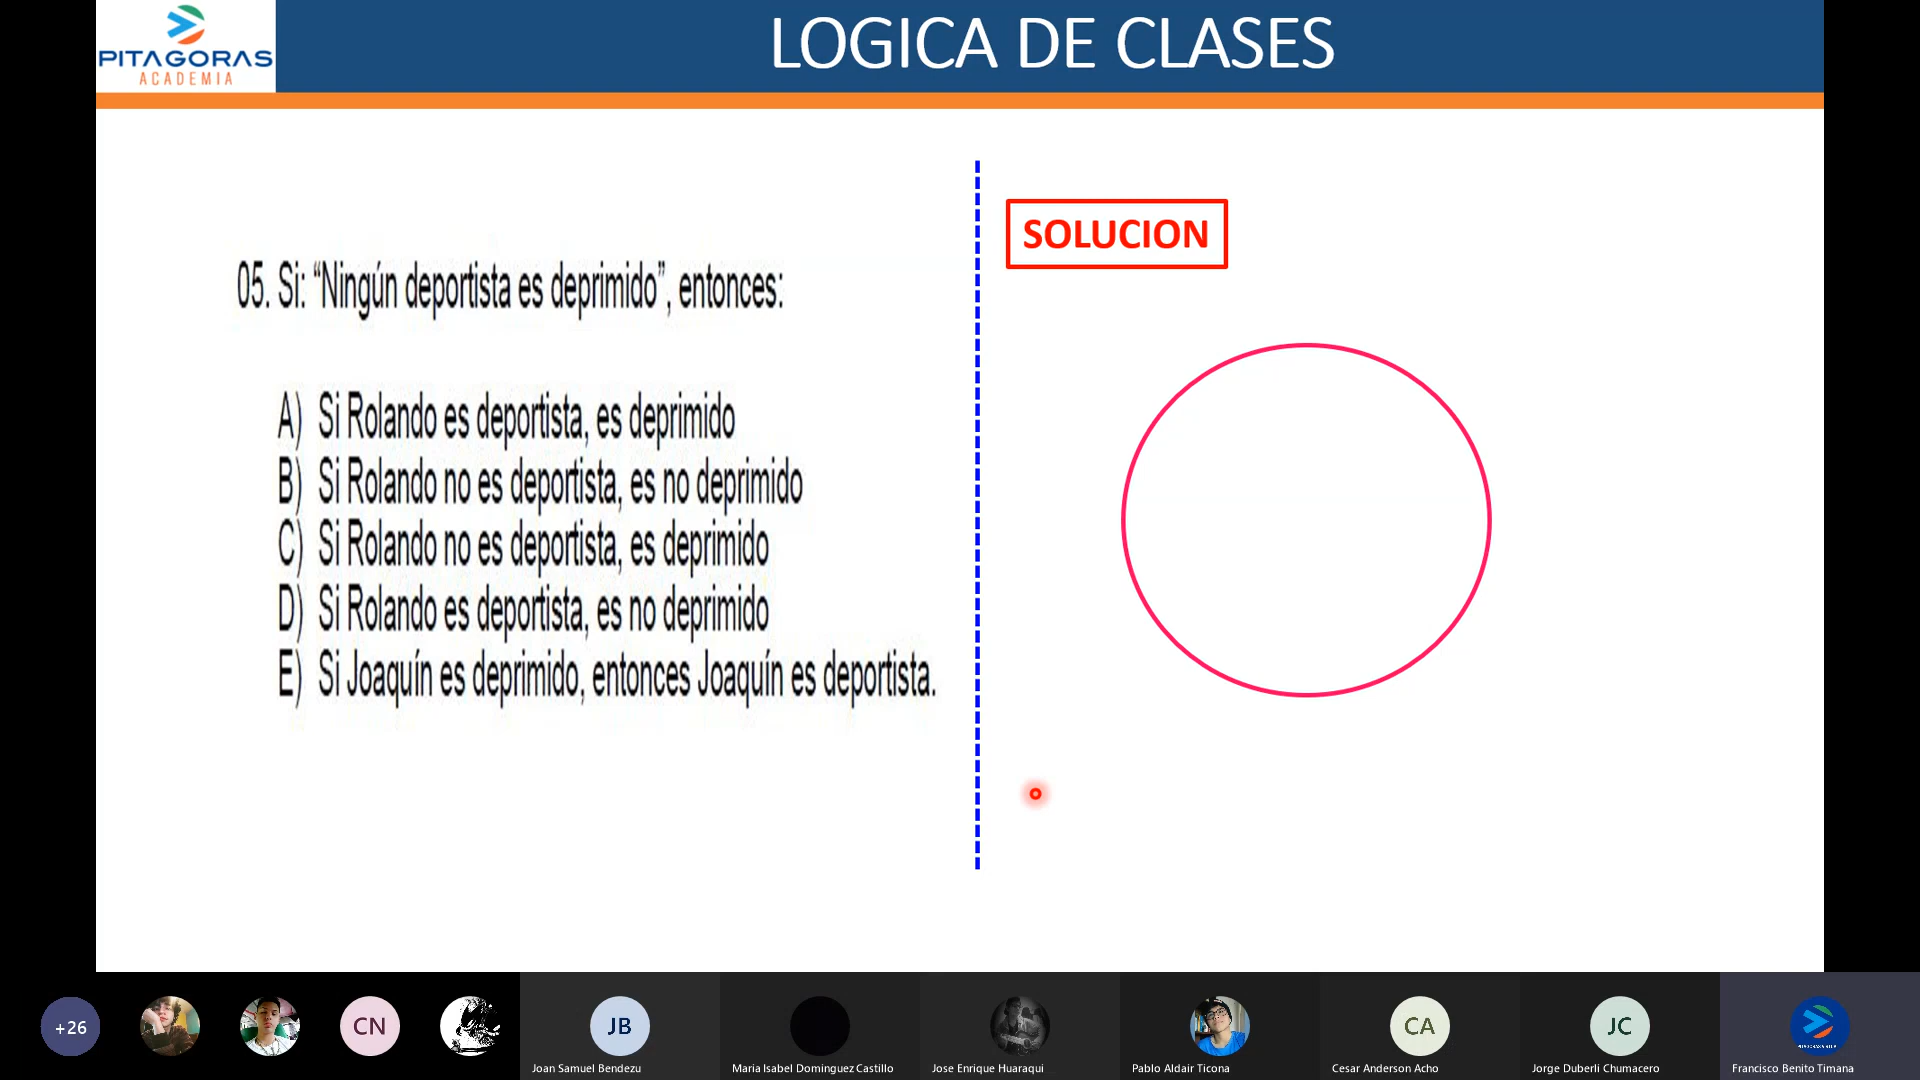 PITAGORAS
ACADEMIA
LOGICA DE CLASES
SOLUCION
05. Si: “Ningún deportista es deprimido”, entonces:
A) Si Rolando es deportista, es deprimido
B) Si Rolando no es deportista, es no deprimido
C) Si Rolando no es deportista, es deprimido
D) Si Rolando es deportista, es no deprimido
E) Si Joaquín es deprimido, entonces Joaquín es deportista.
+26
CN
JB
CA
JC
Joan Samuel Bendezu
Maria Isabel Dominguez Castillo
Jose Enrique Huaraqui
Pablo Aldair Ticona
Cesar Anderson Acho
Jorge Duberli Chumacero
Francisco Benito Timana